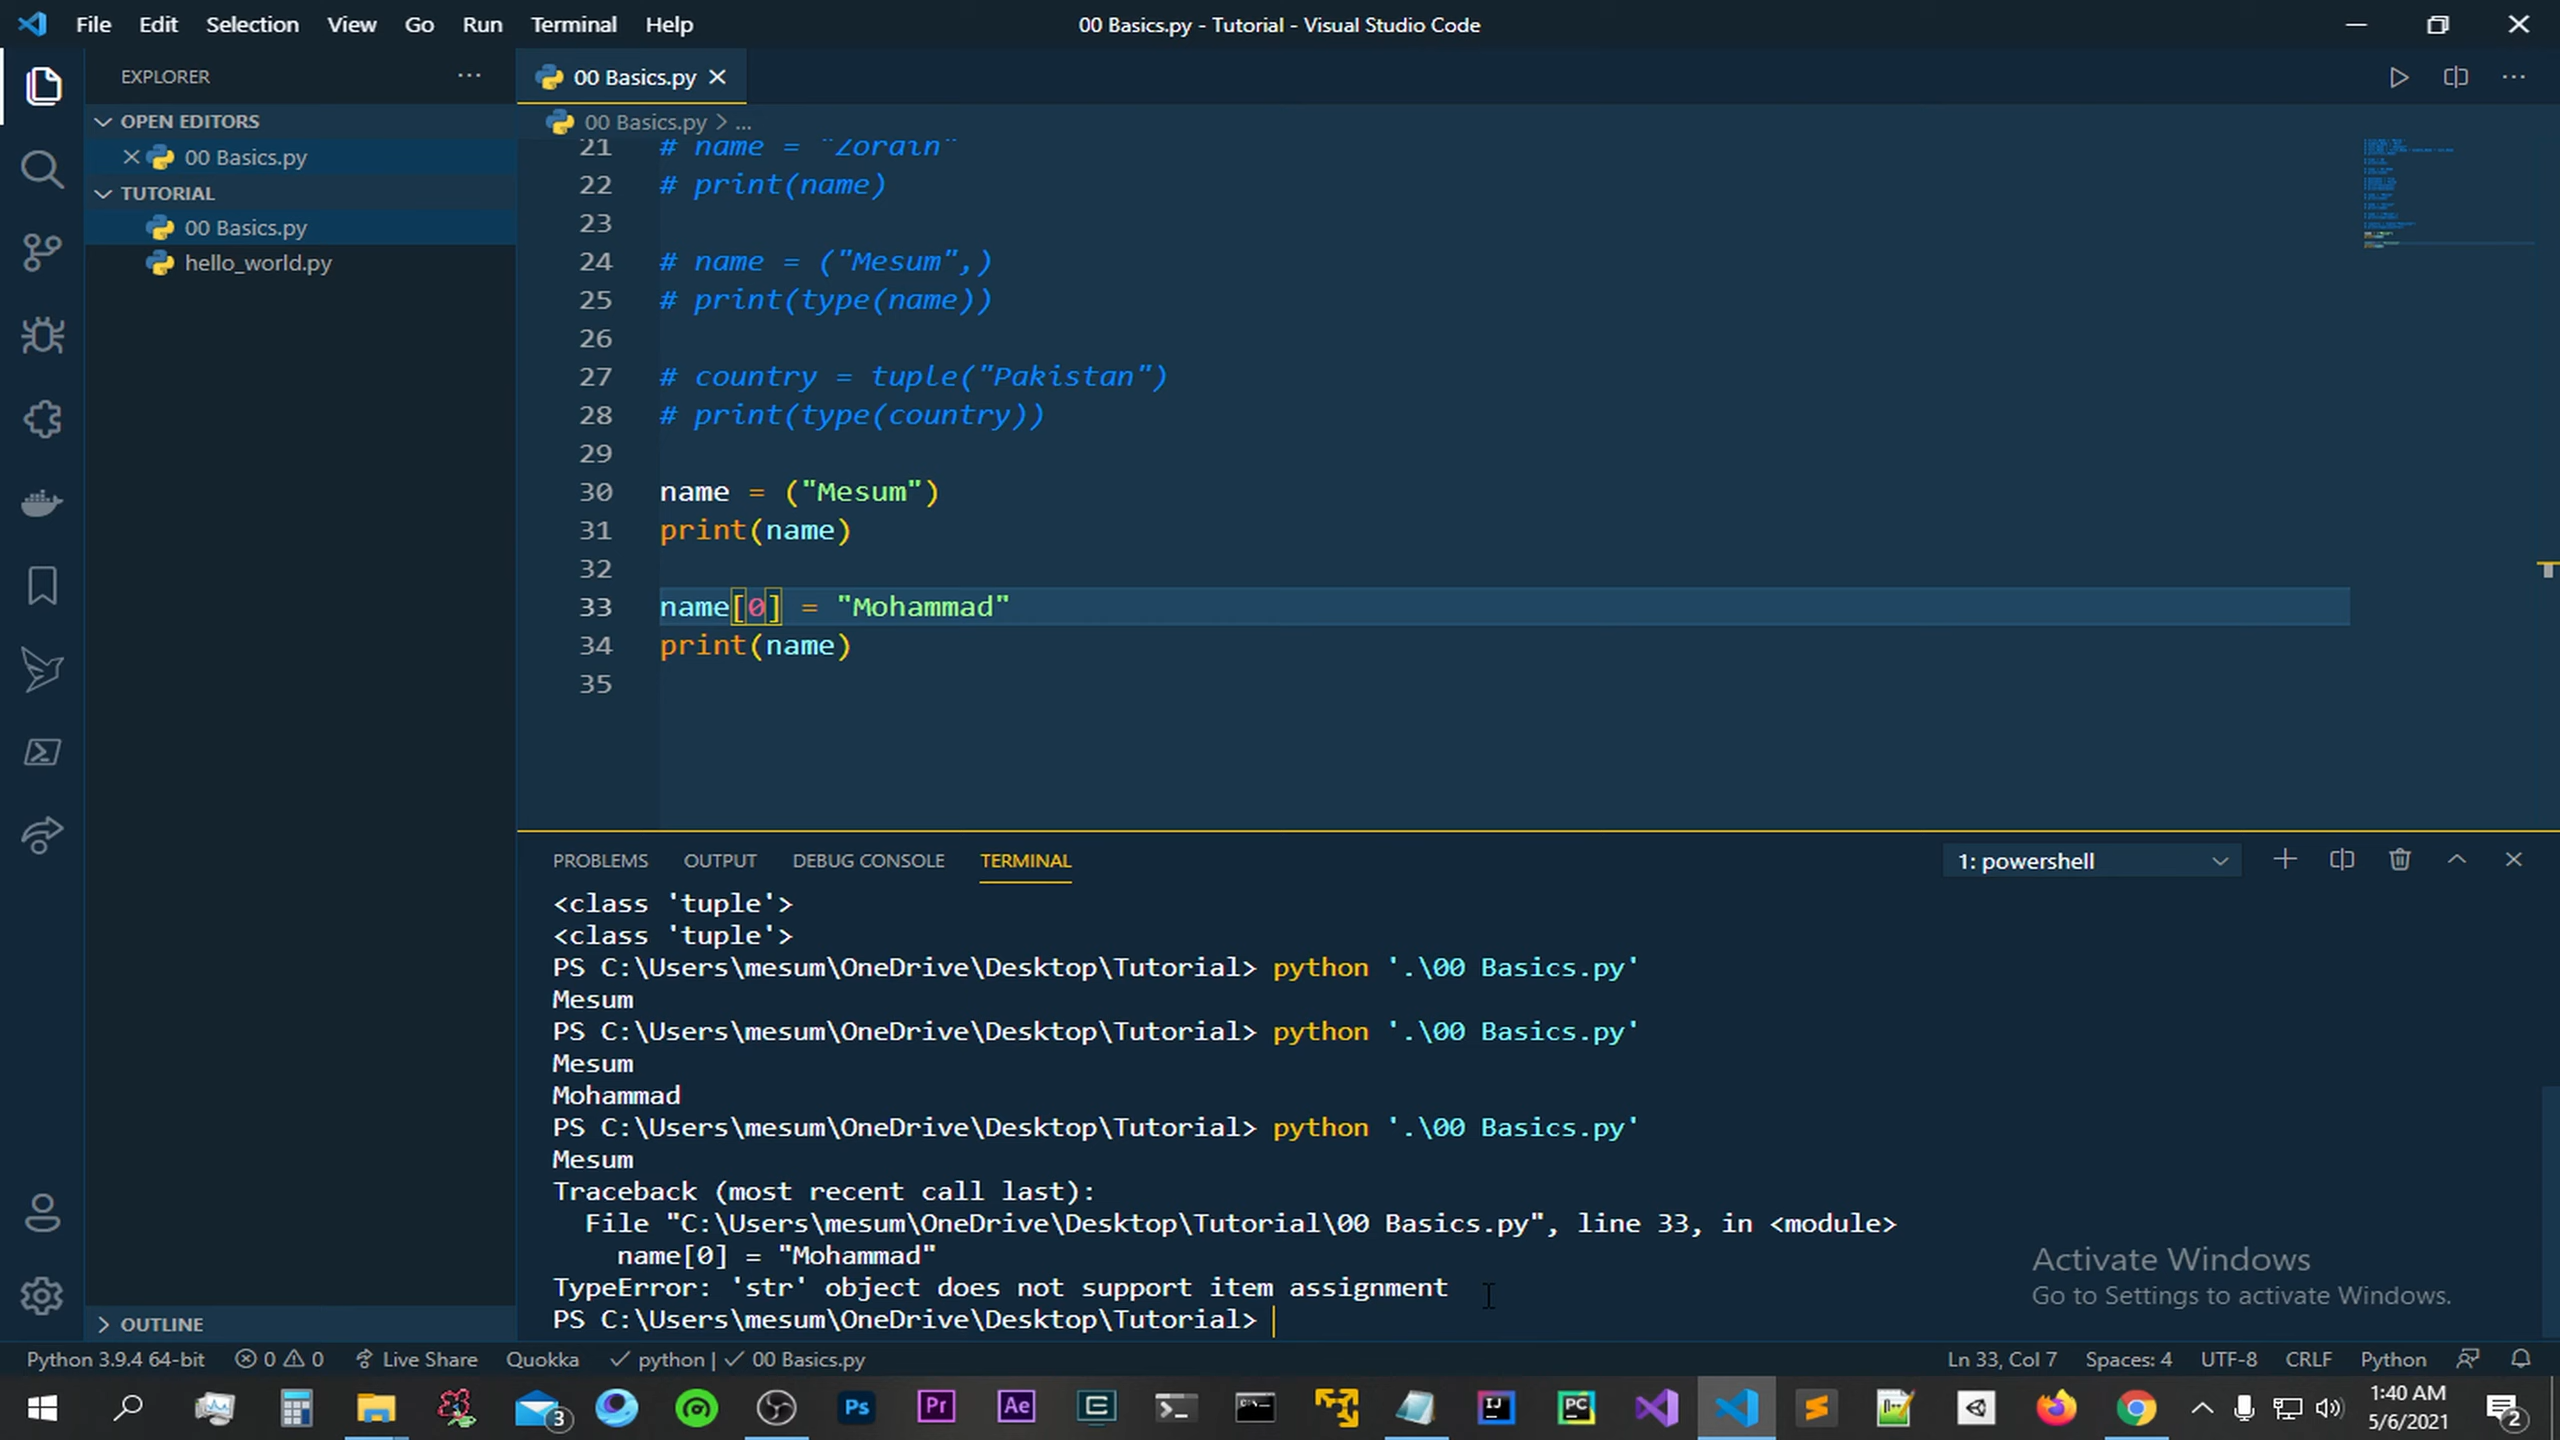 File Edit Selection View Go Run Terminal Help
00 Basics.py - Tutorial - Visual Studio Code
EXPLORER
OPEN EDITORS
00 Basics.py
TUTORIAL
00 Basics.py
hello_world.py
OUTLINE
00 Basics.py
00 Basics.py > ...
21 # name = "Zorain"
22 # print(name)
23
24 # name = ("Mesum",)
25 # print(type(name))
26
27 # country = tuple("Pakistan")
28 # print(type(country))
29
30 name = ("Mesum")
31 print(name)
32
33 name[0] = "Mohammad"
34 print(name)
35
PROBLEMS OUTPUT DEBUG CONSOLE TERMINAL
1: powershell
<class 'tuple'>
<class 'tuple'>
PS C:\Users\mesum\OneDrive\Desktop\Tutorial> python '.\00 Basics.py'
Mesum
PS C:\Users\mesum\OneDrive\Desktop\Tutorial> python '.\00 Basics.py'
Mesum
Mohammad
PS C:\Users\mesum\OneDrive\Desktop\Tutorial> python '.\00 Basics.py'
Mesum
Traceback (most recent call last):
File "C:\Users\mesum\OneDrive\Desktop\Tutorial\00 Basics.py", line 33, in <module>
name[0] = "Mohammad"
TypeError: 'str' object does not support item assignment
PS C:\Users\mesum\OneDrive\Desktop\Tutorial>
Activate Windows
Go to Settings to activate Windows.
Python 3.9.4 64-bit 0 0 Live Share Quokka python | 00 Basics.py
Ln 33, Col 7 Spaces: 4 UTF-8 CRLF Python
3 Ps Pr Ae IJ PC
1:40 AM
5/6/2021
2